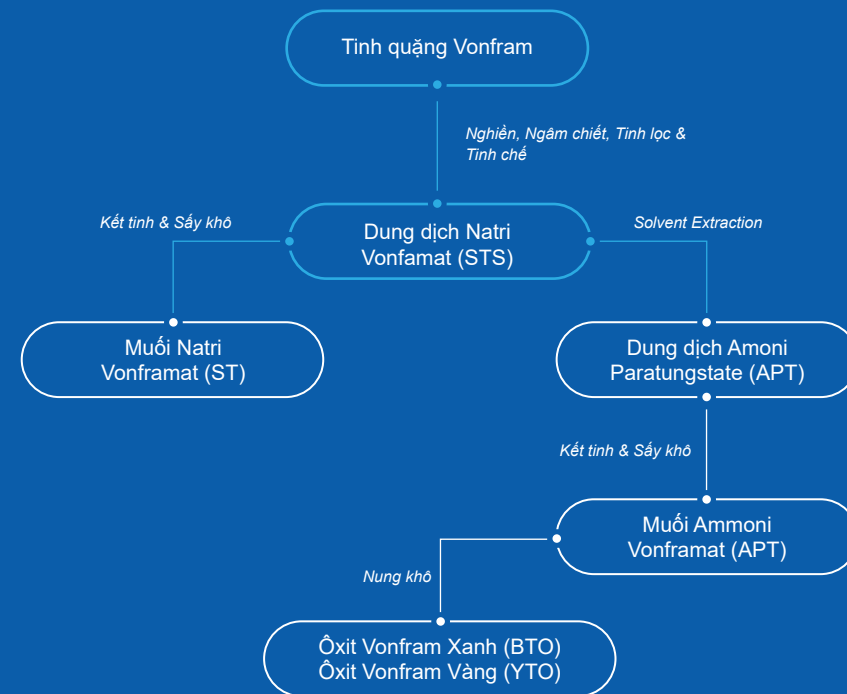 Tinh quặng Vonfram
Nghiền, Ngâm chiết, Tinh lọc &
Tinh chế
Kết tinh & Sấy khô
Dung dịch Natri
Vonfamat (STS)
Solvent Extraction
Muối Natri
Vonframat (ST)
Dung dịch Amoni
Paratungstate (APT)
Kết tinh & Sấy khô
Muối Ammoni
Vonframat (APT)
Nung khô
Ôxit Vonfram Xanh (BTO)
Ôxit Vonfram Vàng (YTO)